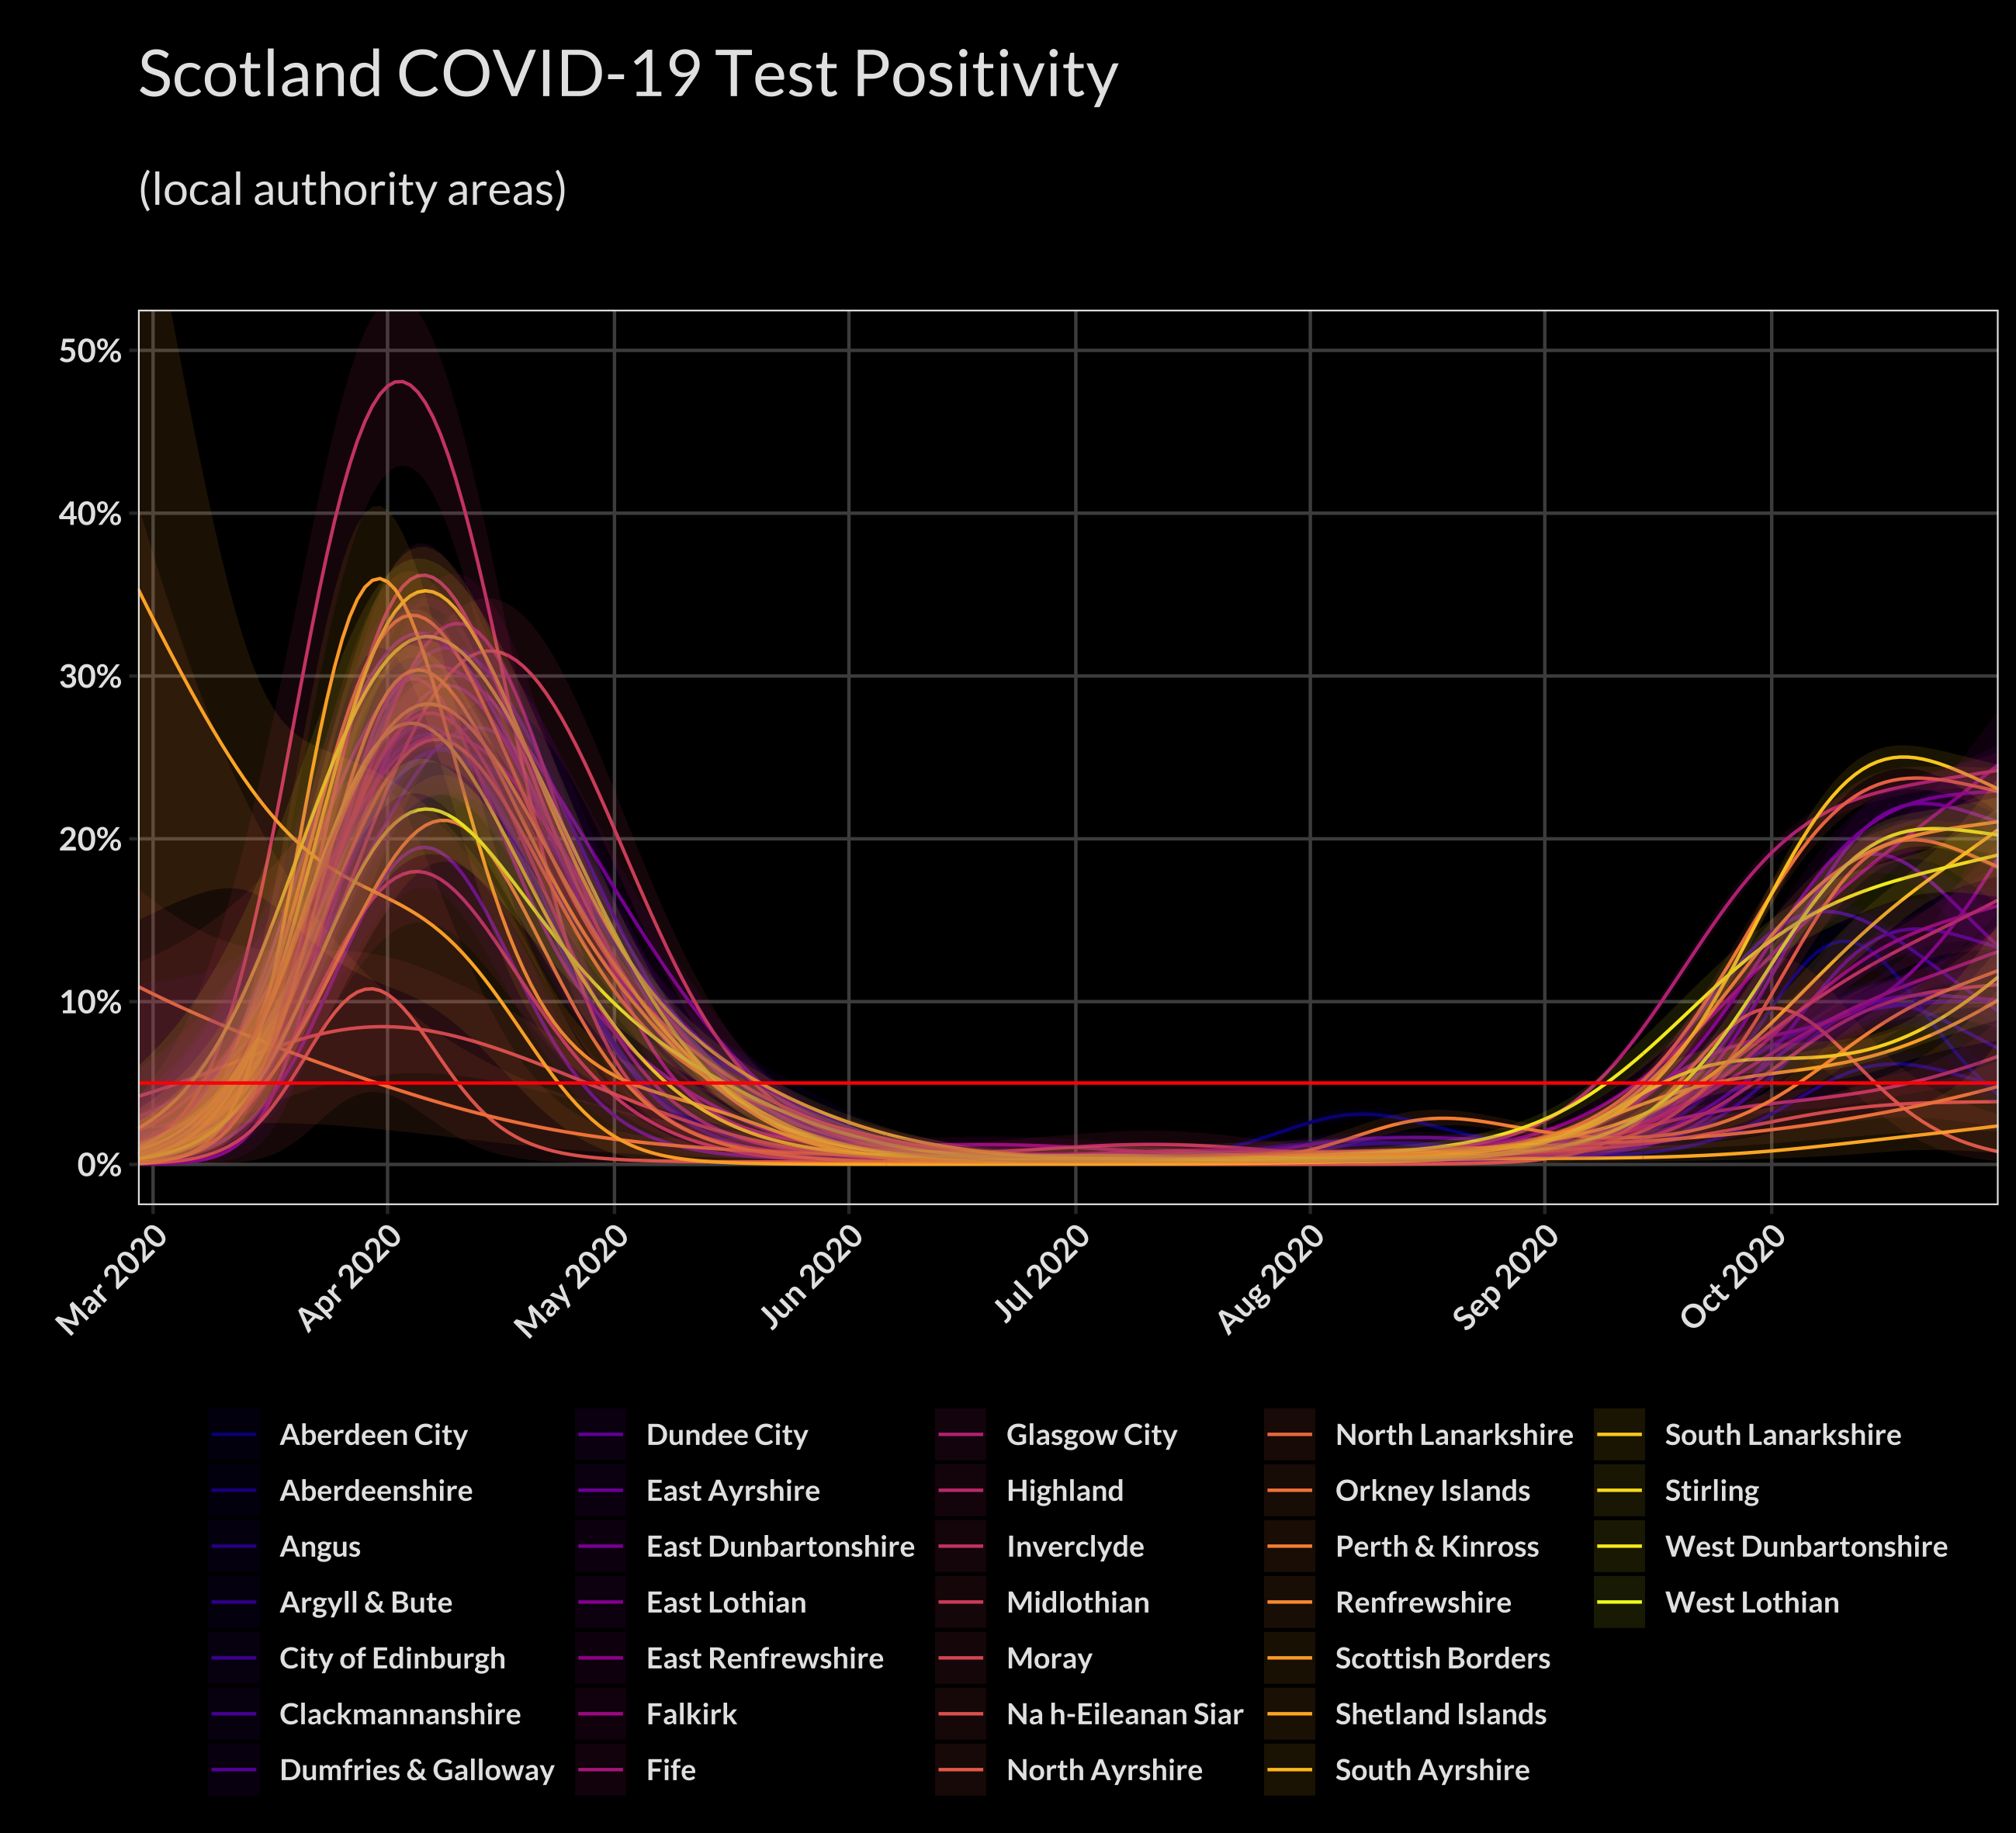 Scotland COVID-19 Test Positivity
(local authority areas)
50%
40%
30%
20%
10%
0%
Mar 2020
Apr 2020
May 2020
Jun 2020
Jul 2020
Aug 2020
Sep 2020
Oct 2020
Aberdeen City
Aberdeenshire
Angus
Argyll & Bute
City of Edinburgh
Clackmannanshire
Dumfries & Galloway
Dundee City
East Ayrshire
East Dunbartonshire
East Lothian
East Renfrewshire
Falkirk
Fife
Glasgow City
Highland
Inverclyde
Midlothian
Moray
Na h-Eileanan Siar
North Ayrshire
North Lanarkshire
Orkney Islands
Perth & Kinross
Renfrewshire
Scottish Borders
Shetland Islands
South Ayrshire
South Lanarkshire
Stirling
West Dunbartonshire
West Lothian